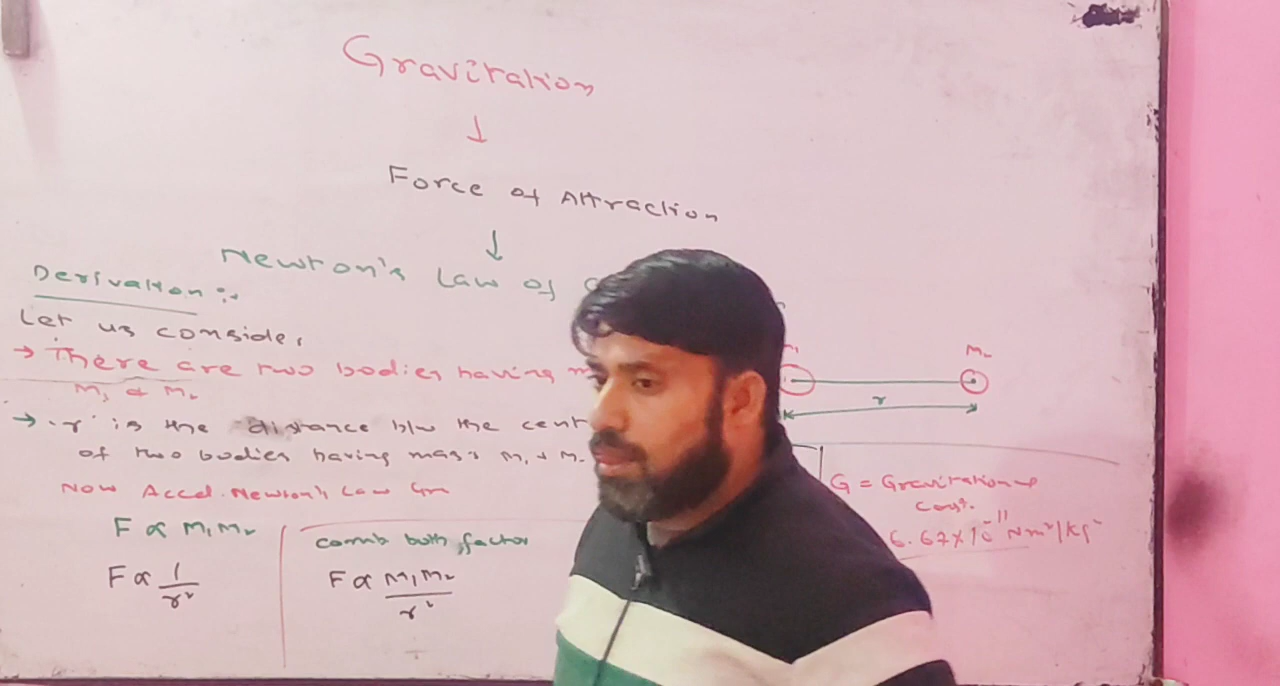 Gravitation
↓
Force of Attraction
↓
Newton's Law of
Derivation :-
Let us consider
→ There are two bodies having
M₁ & M₂
→ 'r' is the distance b/w the cent
of two bodies having mass M₁ & M₂
Now Accd. Newton's Law Gra
F ∝ M₁M₂
F ∝ 1/r²
comb both factor
F ∝ M₁M₂/r²
M₂
r
G = Gravitational
Const.
6.67×10⁻¹¹ Nm²/kg²